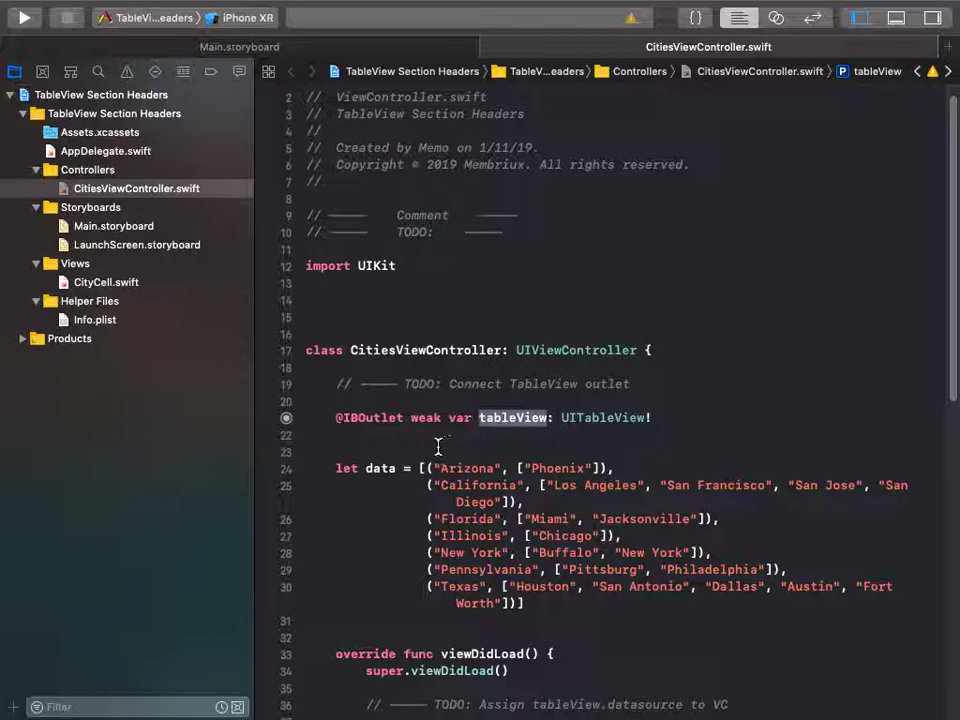 TableVi...eaders
iPhone XR
Main.storyboard
CitiesViewController.swift
TableView Section Headers
TableV...eaders
Controllers
CitiesViewController.swift
P
tableView
TableView Section Headers
TableView Section Headers
Assets.xcassets
AppDelegate.swift
Controllers
CitiesViewController.swift
Storyboards
Main.storyboard
LaunchScreen.storyboard
Views
CityCell.swift
Helper Files
Info.plist
Products
Filter
2 // ViewController.swift
3 // TableView Section Headers
4 //
5 // Created by Memo on 1/11/19.
6 // Copyright © 2019 Membriux. All rights reserved.
7 //
8
9 // ––––– Comment –––––
10 // ––––– TODO: –––––
11
12 import UIKit
13
14
15
16
17 class CitiesViewController: UIViewController {
18
19 // ––––– TODO: Connect TableView outlet
20
21 @IBOutlet weak var tableView: UITableView!
22
23
24 let data = [("Arizona", ["Phoenix"]),
25 ("California", ["Los Angeles", "San Francisco", "San Jose", "San
Diego"]),
26 ("Florida", ["Miami", "Jacksonville"]),
27 ("Illinois", ["Chicago"]),
28 ("New York", ["Buffalo", "New York"]),
29 ("Pennsylvania", ["Pittsburg", "Philadelphia"]),
30 ("Texas", ["Houston", "San Antonio", "Dallas", "Austin", "Fort
Worth"])]
31
32
33 override func viewDidLoad() {
34 super.viewDidLoad()
35
36 // ––––– TODO: Assign tableView.datasource to VC